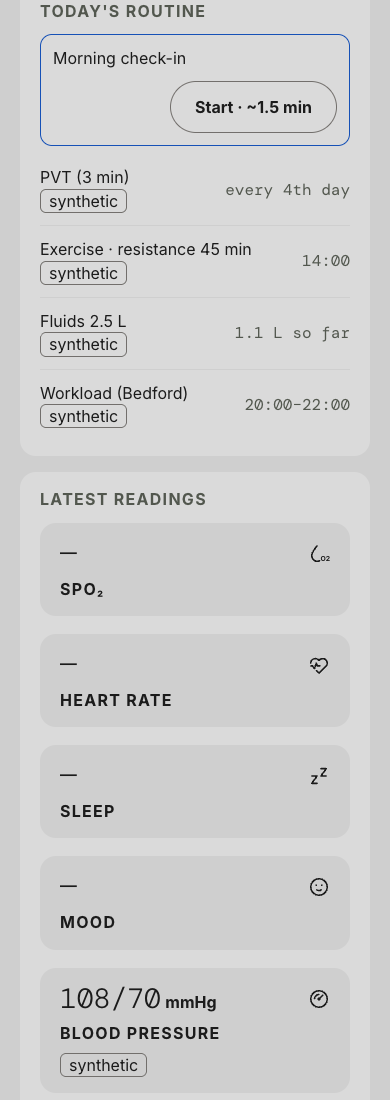 TODAY'S ROUTINE
Morning check-in
Start · ~1.5 min
PVT (3 min)
synthetic
every 4th day
Exercise · resistance 45 min
synthetic
14:00
Fluids 2.5 L
synthetic
1.1 L so far
Workload (Bedford)
synthetic
20:00–22:00
LATEST READINGS
—
O2
SPO₂
—
HEART RATE
—
zZ
SLEEP
—
MOOD
108/70 mmHg
BLOOD PRESSURE
synthetic